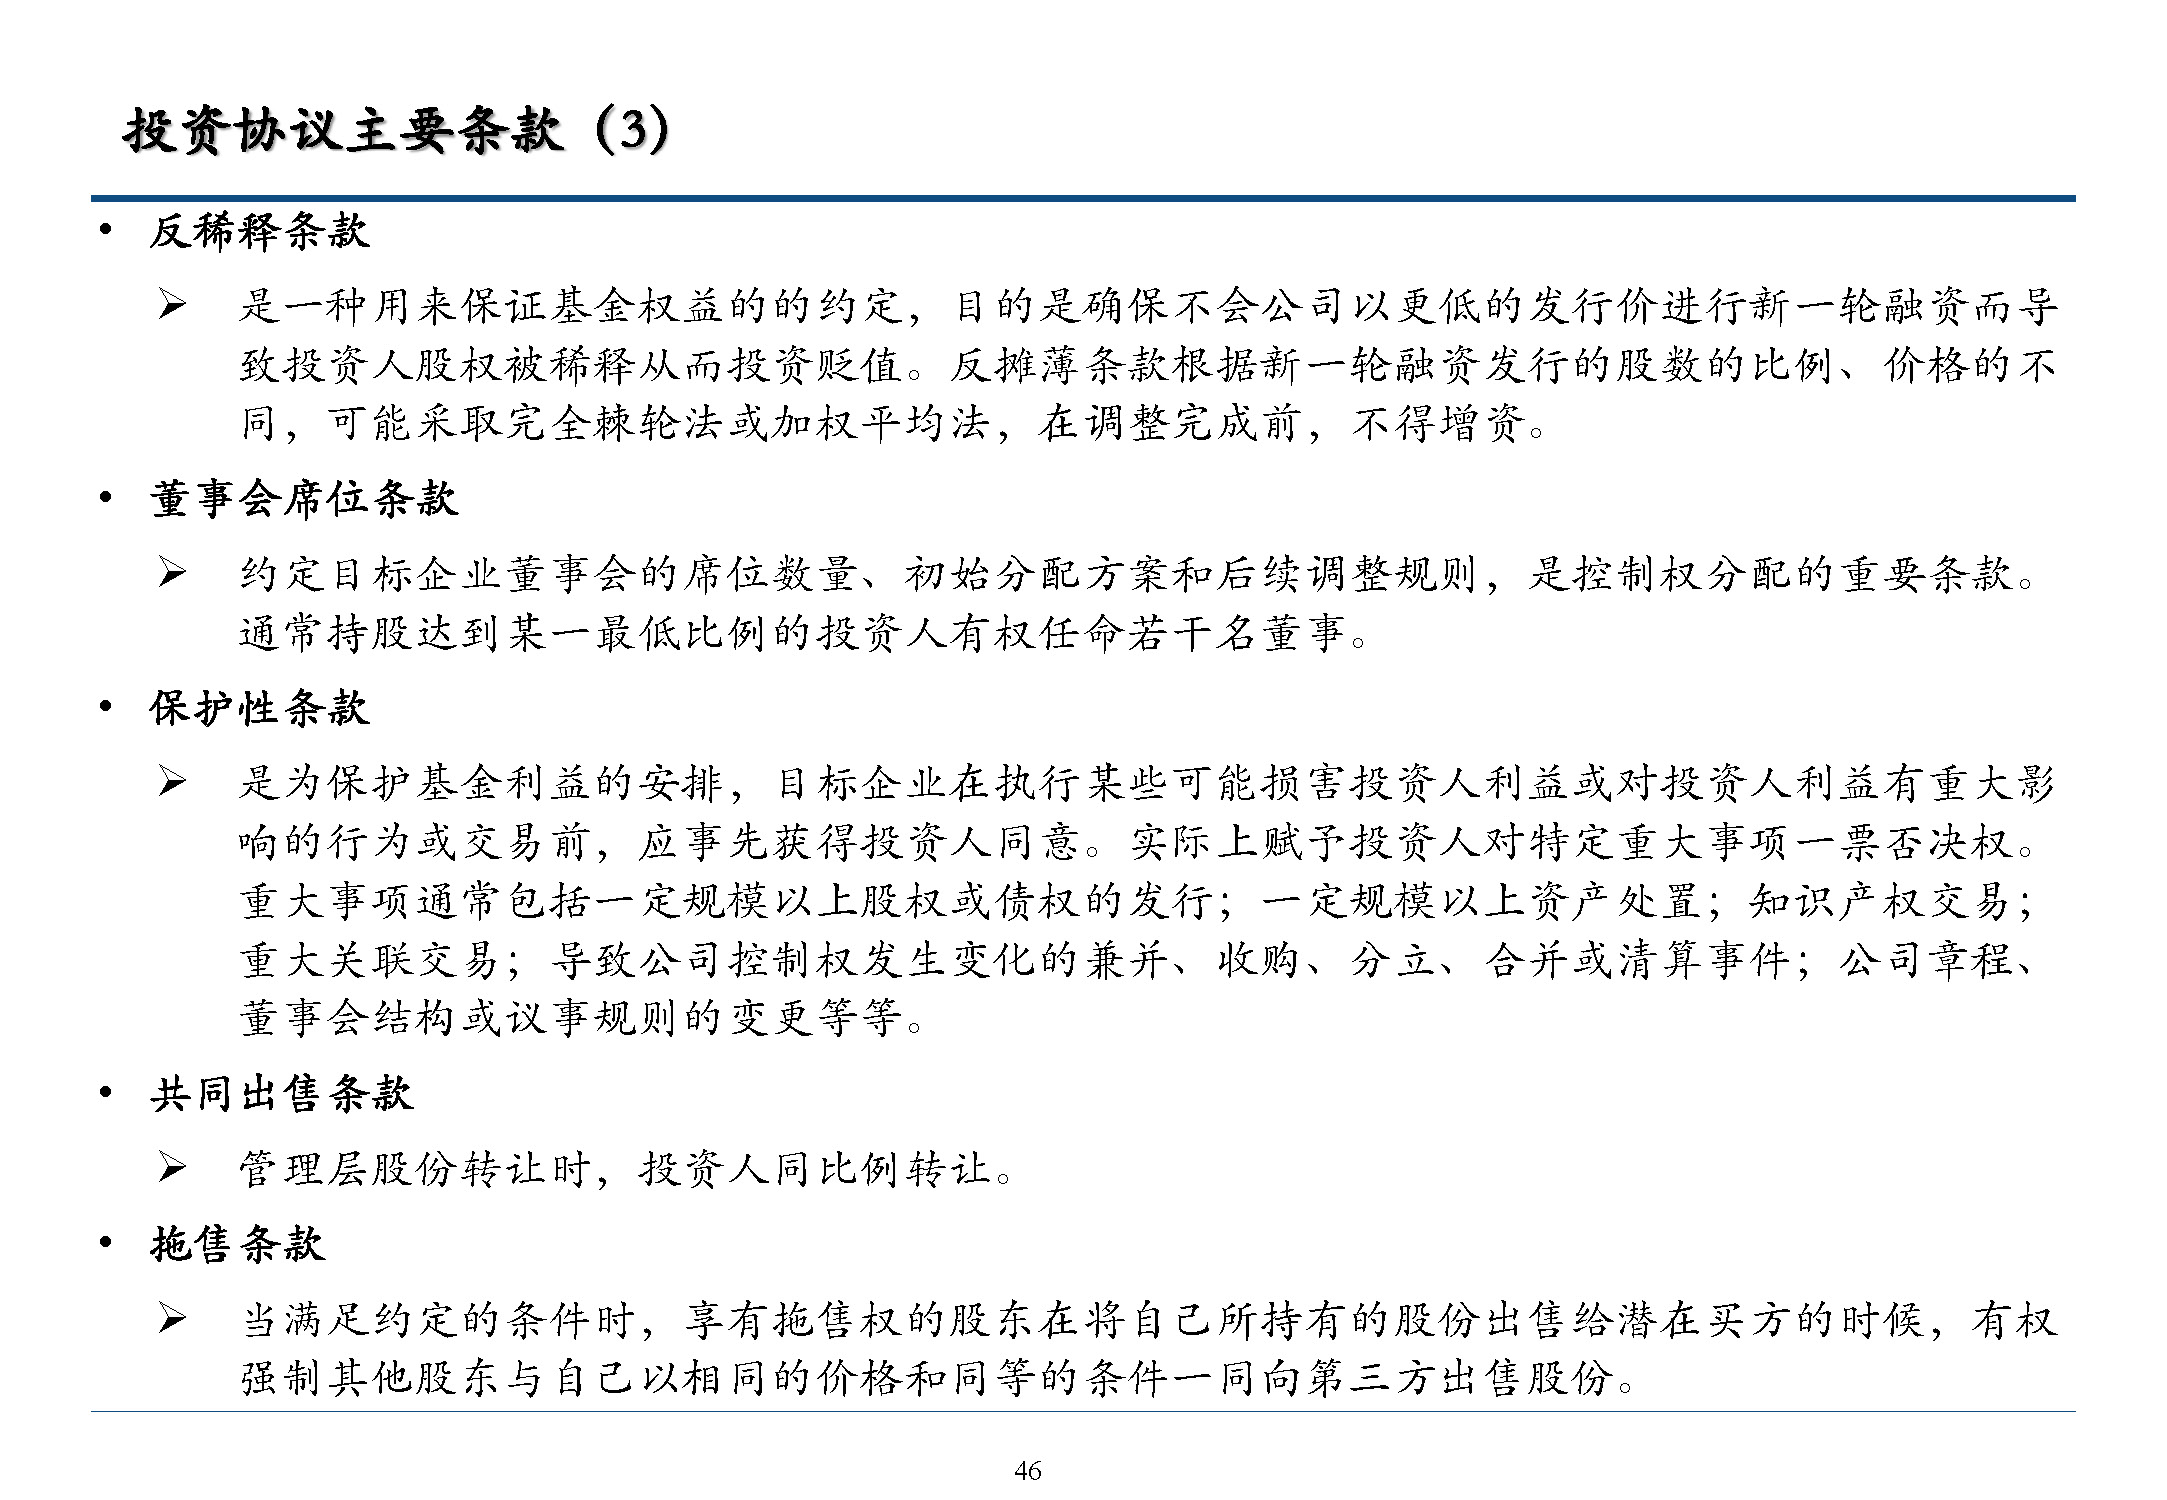 投资协议主要条款（3）
• 反稀释条款
➢ 是一种用来保证基金权益的的约定，目的是确保不会公司以更低的发行价进行新一轮融资而导
致投资人股权被稀释从而投资贬值。反摊薄条款根据新一轮融资发行的股数的比例、价格的不
同，可能采取完全棘轮法或加权平均法，在调整完成前，不得增资。
• 董事会席位条款
➢ 约定目标企业董事会的席位数量、初始分配方案和后续调整规则，是控制权分配的重要条款。
通常持股达到某一最低比例的投资人有权任命若干名董事。
• 保护性条款
➢ 是为保护基金利益的安排，目标企业在执行某些可能损害投资人利益或对投资人利益有重大影
响的行为或交易前，应事先获得投资人同意。实际上赋予投资人对特定重大事项一票否决权。
重大事项通常包括一定规模以上股权或债权的发行；一定规模以上资产处置；知识产权交易；
重大关联交易；导致公司控制权发生变化的兼并、收购、分立、合并或清算事件；公司章程、
董事会结构或议事规则的变更等等。
• 共同出售条款
➢ 管理层股份转让时，投资人同比例转让。
• 拖售条款
➢ 当满足约定的条件时，享有拖售权的股东在将自己所持有的股份出售给潜在买方的时候，有权
强制其他股东与自己以相同的价格和同等的条件一同向第三方出售股份。
46